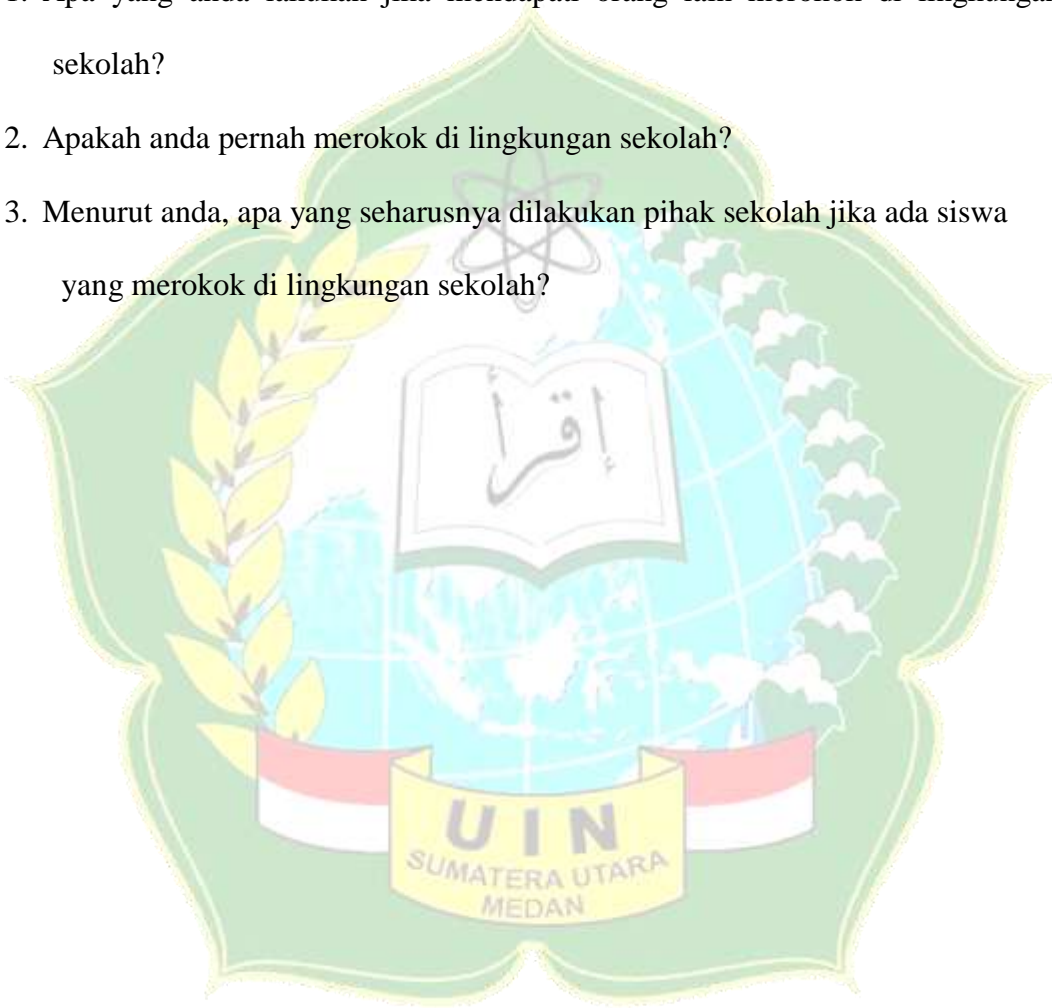 1. Apa yang anda lakukan jika mendapati orang lain merokok di lingkungan
sekolah?
2. Apakah anda pernah merokok di lingkungan sekolah?
3. Menurut anda, apa yang seharusnya dilakukan pihak sekolah jika ada siswa
yang merokok di lingkungan sekolah?
إقرأ
UIN
SUMATERA UTARA
MEDAN